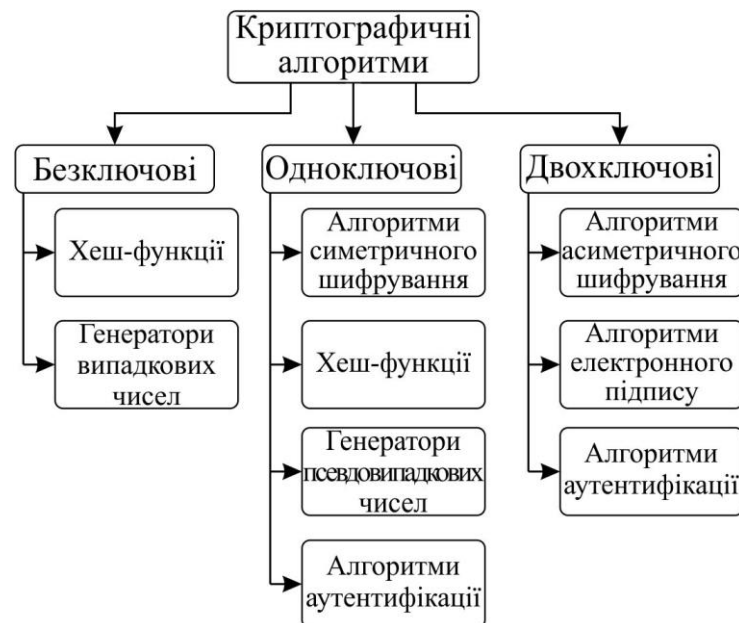 Криптографичні
алгоритми
Безключові
Хеш-функції
Генератори
випадкових
чисел
Одноключові
Алгоритми
симетричного
шифрування
Хеш-функції
Генератори
псевдовипадкових
чисел
Алгоритми
аутентифікації
Двохключові
Алгоритми
асиметричного
шифрування
Алгоритми
електронного
підпису
Алгоритми
аутентифікації